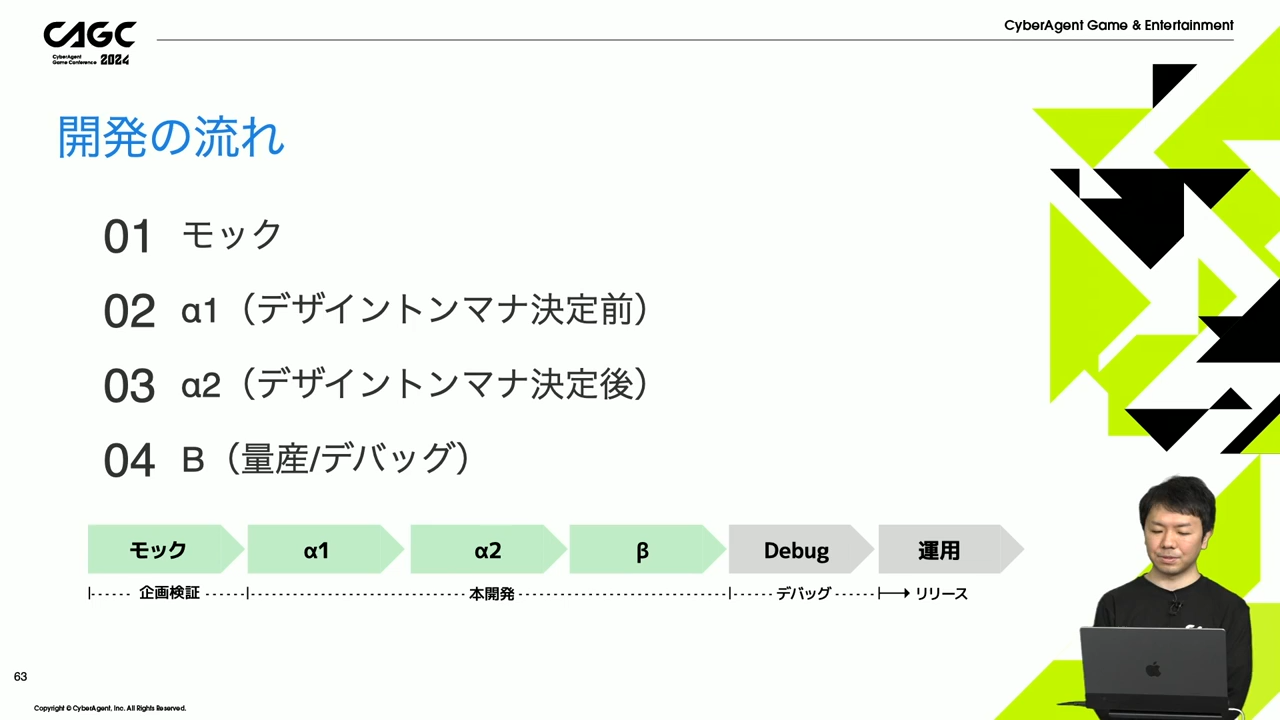 CAGC
CyberAgent
Game Conference 2024
CyberAgent Game & Entertainment
開発の流れ
01 モック
02 α1（デザイントンマナ決定前）
03 α2（デザイントンマナ決定後）
04 B（量産/デバッグ）
モック α1 α2 β Debug 運用
企画検証 本開発 デバッグ リリース
63
Copyright © CyberAgent, Inc. All Rights Reserved.